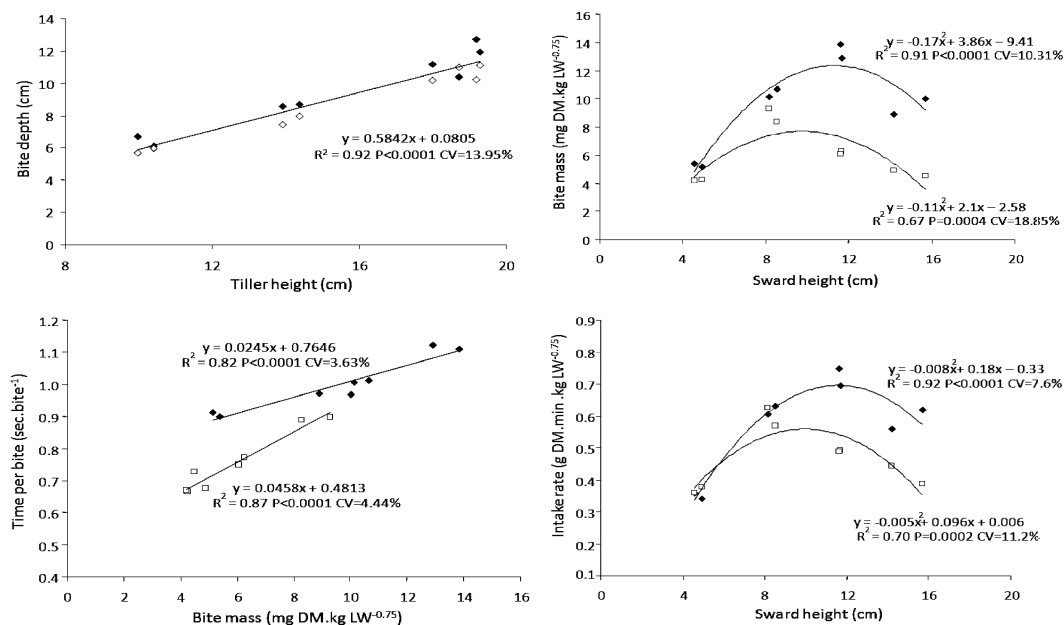 Bite depth (cm)
14
12
10
8
6
4
2
0
y = 0.5842x + 0.0805
R² = 0.92 P<0.0001 CV=13.95%
8
12
16
20
Tiller height (cm)
Bite mass (mg DM.kg LW⁻⁰·⁷⁵)
16
14
12
10
8
6
4
2
0
y = -0.17x² + 3.86x − 9.41
R² = 0.91 P<0.0001 CV=10.31%
y = -0.11x² + 2.1x − 2.58
R² = 0.67 P=0.0004 CV=18.85%
0
4
8
12
16
20
Sward height (cm)
Time per bite (sec.bite⁻¹)
1.2
1.1
1.0
0.9
0.8
0.7
0.6
0.5
0.4
y = 0.0245x + 0.7646
R² = 0.82 P<0.0001 CV=3.63%
y = 0.0458x + 0.4813
R² = 0.87 P<0.0001 CV=4.44%
0
2
4
6
8
10
12
14
16
Bite mass (mg DM.kg LW⁻⁰·⁷⁵)
Intake rate (g DM.min .kg LW⁻⁰·⁷⁵)
0.9
0.8
0.7
0.6
0.5
0.4
0.3
0.2
0.1
y = -0.008x² + 0.18x − 0.33
R² = 0.92 P<0.0001 CV=7.6%
y = -0.005x² + 0.096x + 0.006
R² = 0.70 P=0.0002 CV=11.2%
0
4
8
12
16
20
Sward height (cm)